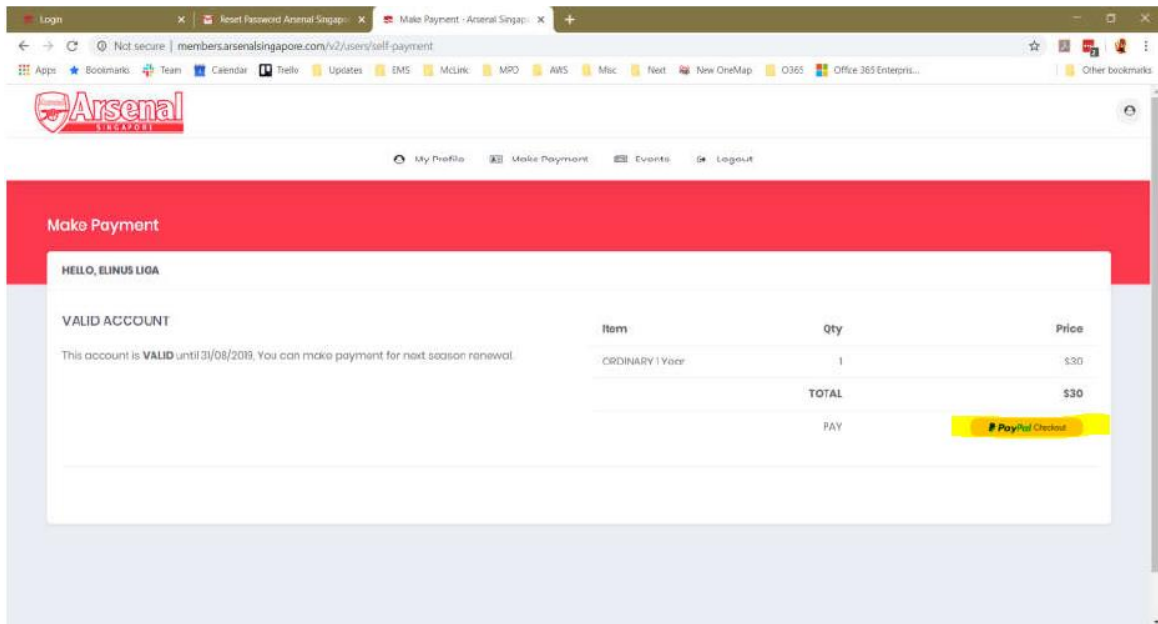 Login
Reset Password Arsenal Singapo
Make Payment - Arsenal Singapo
Not secure | members.arsenalsingapore.com/v2/users/self-payment
Apps Bookmarks Team Calendar Trello Updates EMS McLink MPO AWS Misc Next New OneMap O365 Office 365 Enterpris... Other bookmarks
Arsenal
SINGAPORE
My Profile Make Payment Events Logout
Make Payment
HELLO, ELINUS LIGA
VALID ACCOUNT
This account is VALID until 31/08/2019, You can make payment for next season renewal.
Item Qty Price
ORDINARY 1 Year 1 $30
TOTAL $30
PAY PayPal Checkout